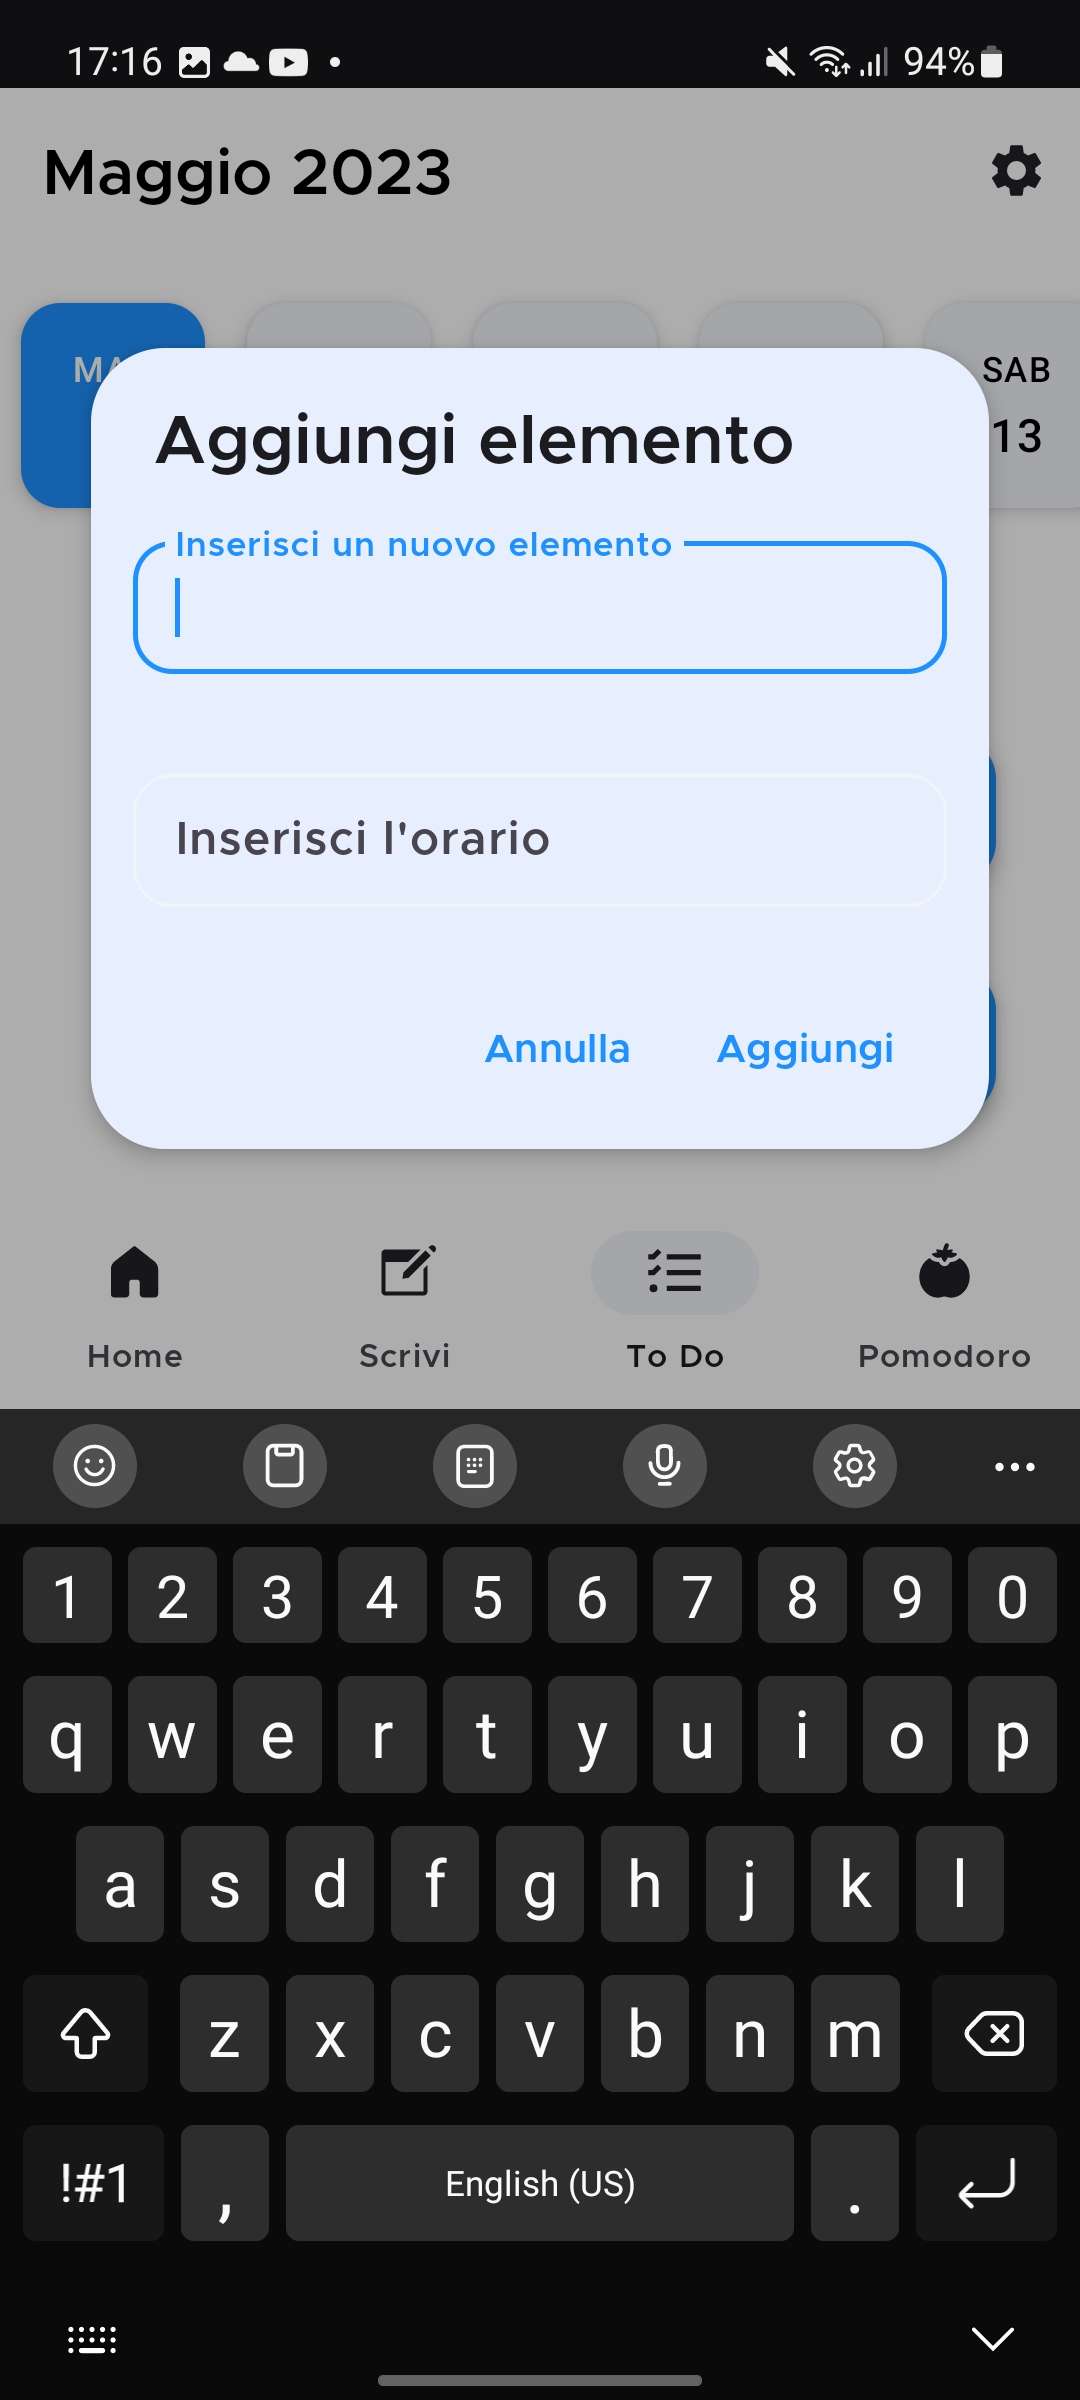 17:16
94%
Maggio 2023
SAB
13
Aggiungi elemento
Inserisci un nuovo elemento
Inserisci l'orario
Annulla Aggiungi
Home Scrivi To Do Pomodoro
1 2 3 4 5 6 7 8 9 0
q w e r t y u i o p
a s d f g h j k l
z x c v b n m
!#1 , English (US) .